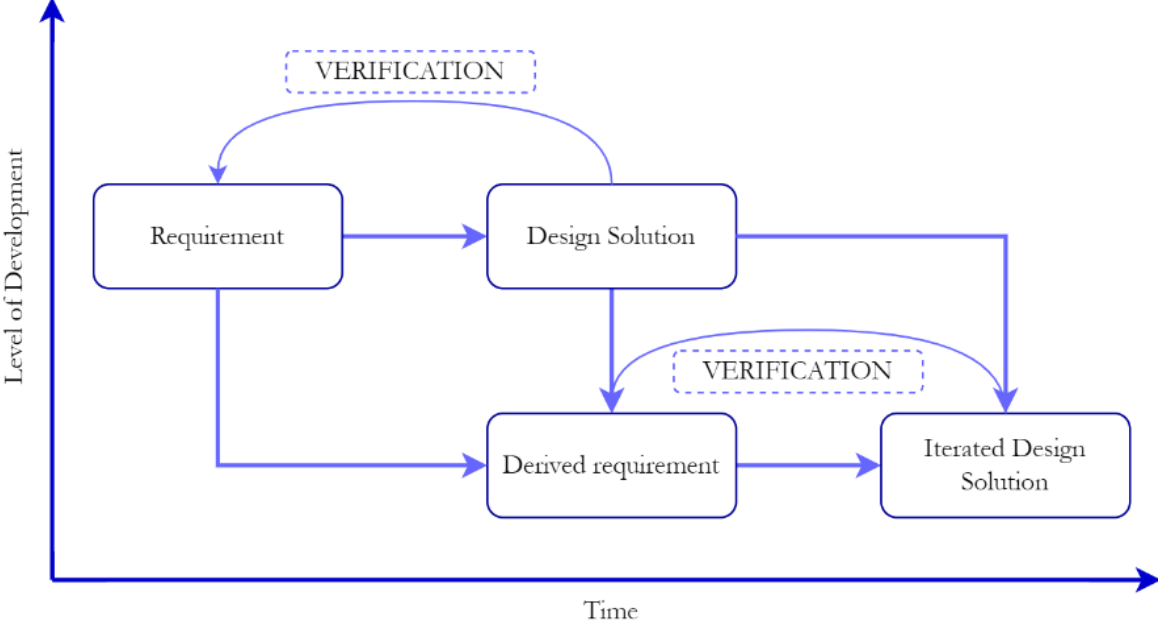 VERIFICATION
Level of Development
Requirement
Design Solution
VERIFICATION
Derived requirement
Iterated Design
Solution
Time